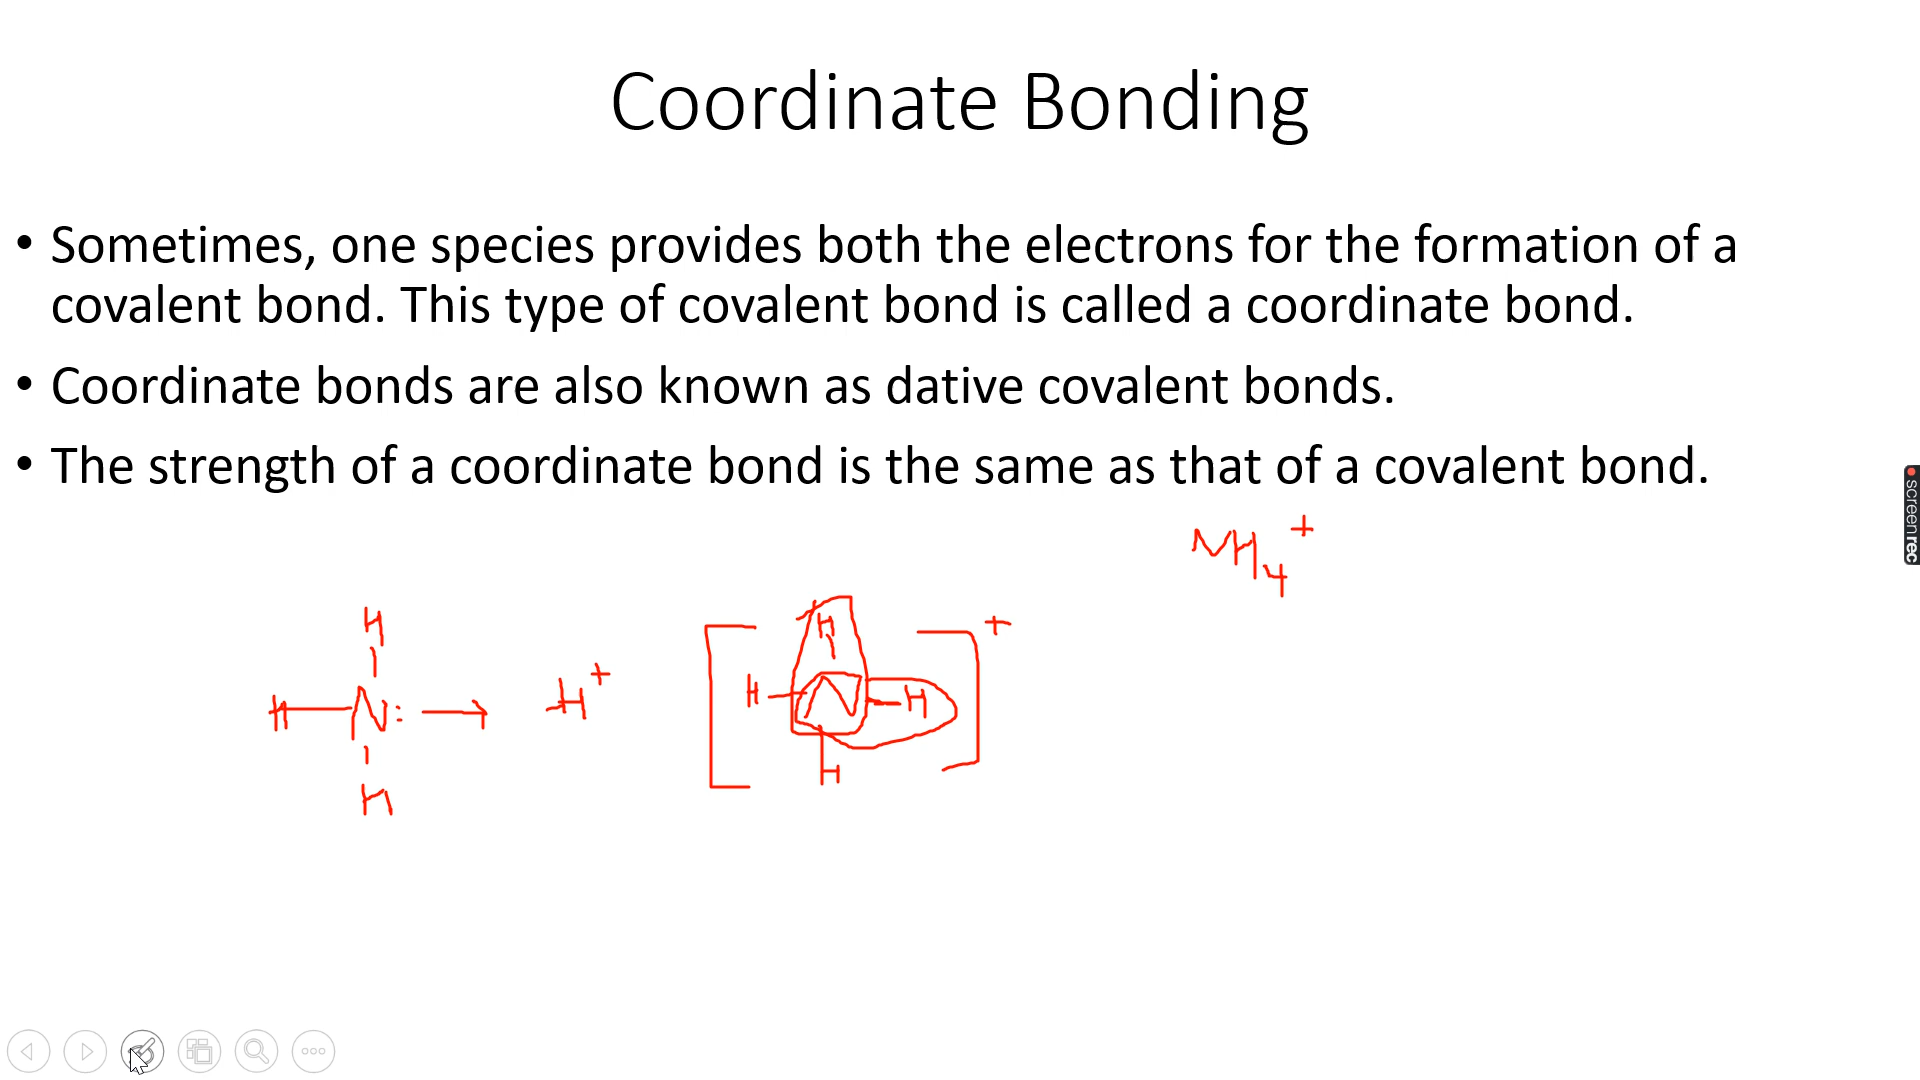 Coordinate Bonding
• Sometimes, one species provides both the electrons for the formation of a
covalent bond. This type of covalent bond is called a coordinate bond.
• Coordinate bonds are also known as dative covalent bonds.
• The strength of a coordinate bond is the same as that of a covalent bond.
NH4+
H
H—N: → H+
H
[ H ]+
H—N—H
H
screenrec